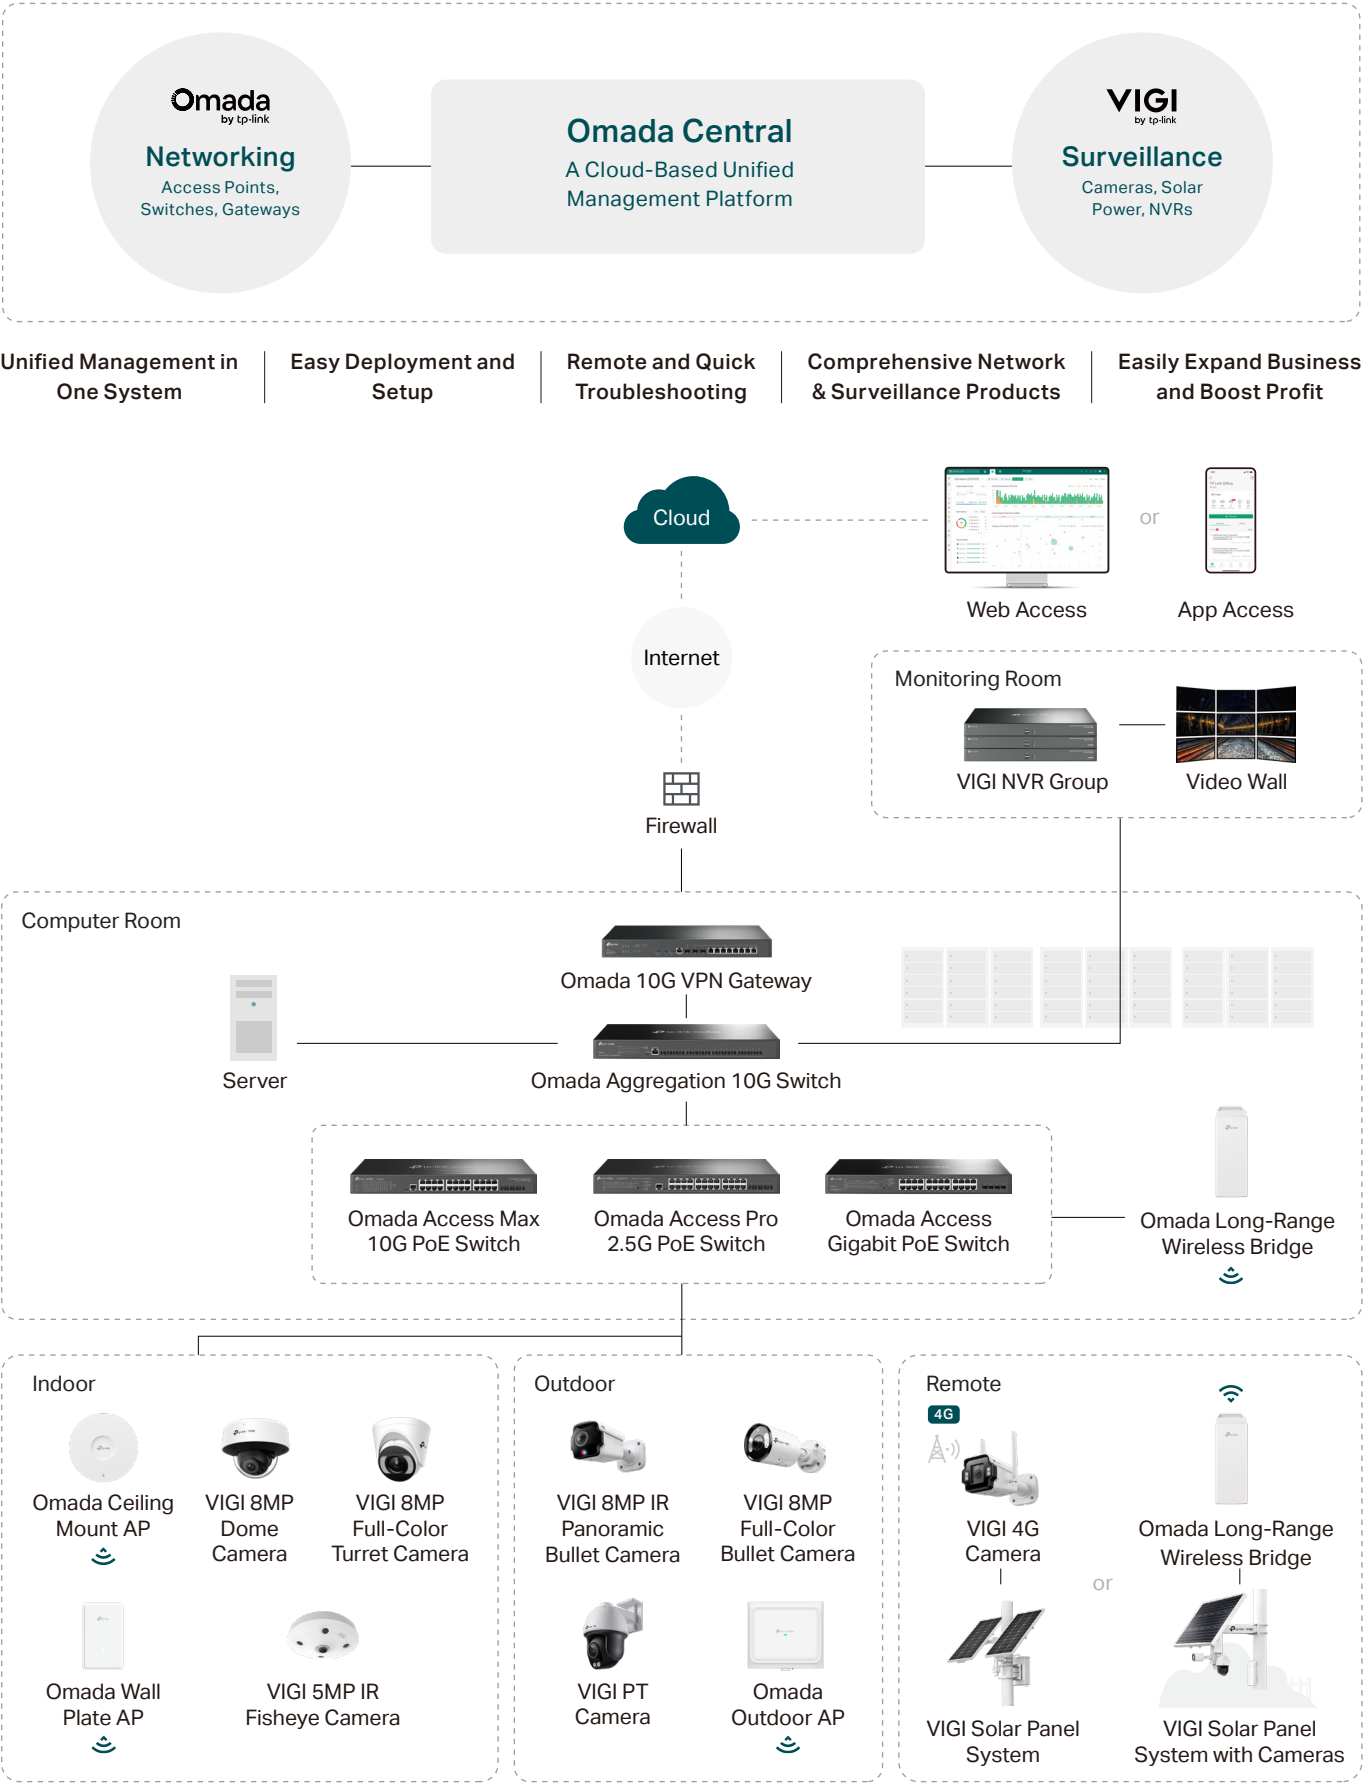 Omada
by tp-link
Networking
Access Points,
Switches, Gateways
Omada Central
A Cloud-Based Unified
Management Platform
VIGI
by tp-link
Surveillance
Cameras, Solar
Power, NVRs
Unified Management in
One System
Easy Deployment and
Setup
Remote and Quick
Troubleshooting
Comprehensive Network
& Surveillance Products
Easily Expand Business
and Boost Profit
Cloud
or
Web Access
App Access
Internet
Monitoring Room
VIGI NVR Group
Video Wall
Firewall
Computer Room
Omada 10G VPN Gateway
Server
Omada Aggregation 10G Switch
Omada Access Max
10G PoE Switch
Omada Access Pro
2.5G PoE Switch
Omada Access
Gigabit PoE Switch
Omada Long-Range
Wireless Bridge
Indoor
Omada Ceiling
Mount AP
VIGI 8MP
Dome
Camera
VIGI 8MP
Full-Color
Turret Camera
Omada Wall
Plate AP
VIGI 5MP IR
Fisheye Camera
Outdoor
VIGI 8MP IR
Panoramic
Bullet Camera
VIGI 8MP
Full-Color
Bullet Camera
VIGI PT
Camera
Omada
Outdoor AP
Remote
4G
VIGI 4G
Camera
Omada Long-Range
Wireless Bridge
or
VIGI Solar Panel
System
VIGI Solar Panel
System with Cameras